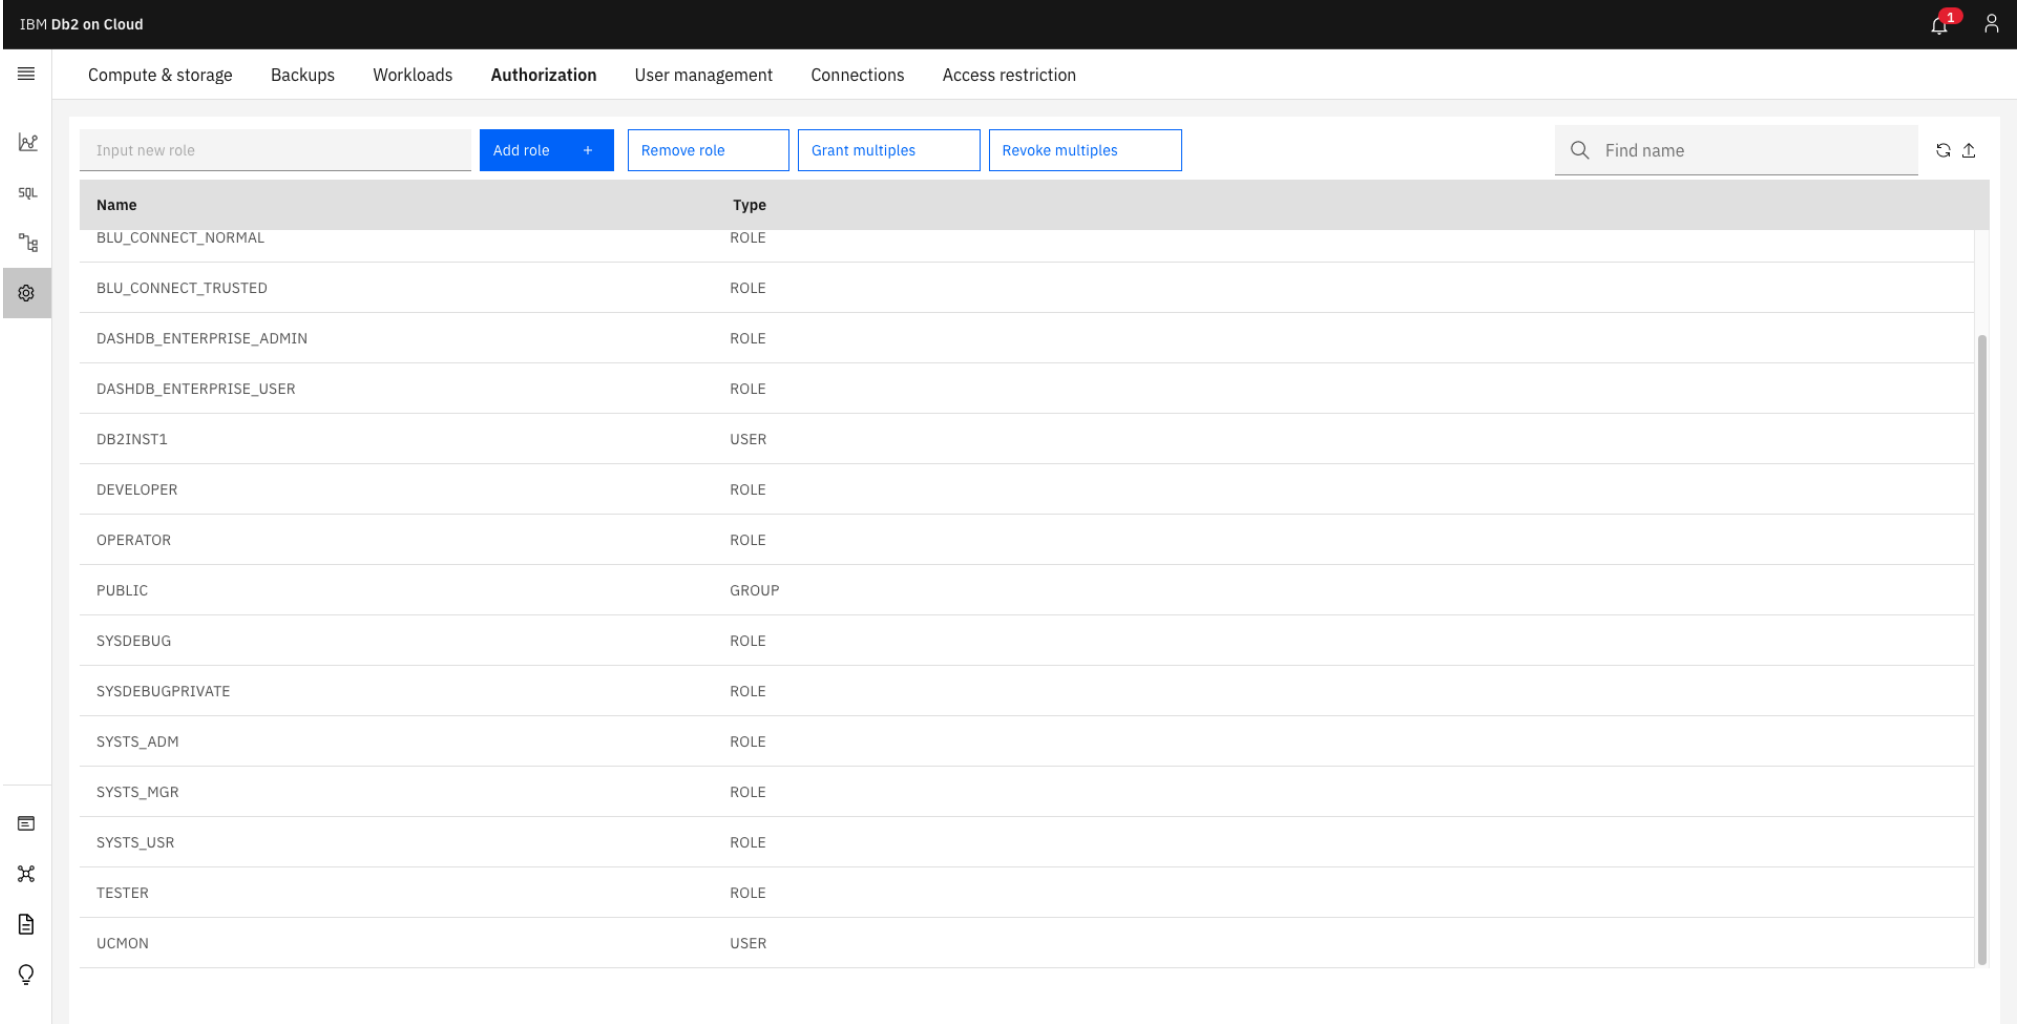 IBM Db2 on Cloud
1
Compute & storage Backups Workloads Authorization User management Connections Access restriction
Input new role Add role + Remove role Grant multiples Revoke multiples Find name
SQL
Name Type
BLU_CONNECT_NORMAL ROLE
BLU_CONNECT_TRUSTED ROLE
DASHDB_ENTERPRISE_ADMIN ROLE
DASHDB_ENTERPRISE_USER ROLE
DB2INST1 USER
DEVELOPER ROLE
OPERATOR ROLE
PUBLIC GROUP
SYSDEBUG ROLE
SYSDEBUGPRIVATE ROLE
SYSTS_ADM ROLE
SYSTS_MGR ROLE
SYSTS_USR ROLE
TESTER ROLE
UCMON USER